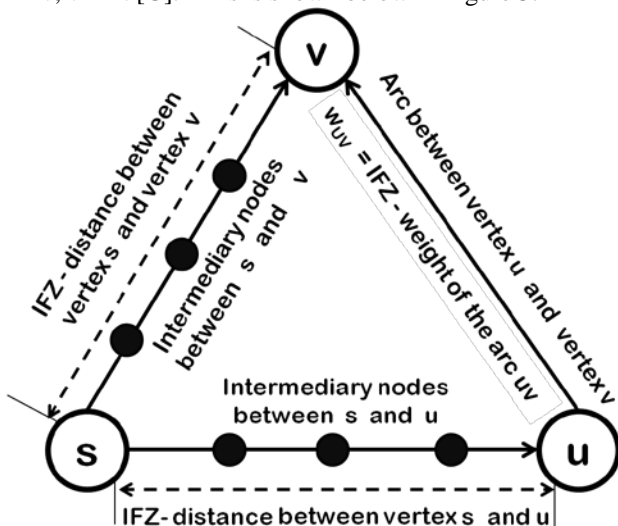 v
IFZ- distance between
vertex s and vertex v
Intermediary nodes
between s and v
Arc between vertex u and vertex v
wUV = IFZ - weight of the arc uv
Intermediary nodes
between s and u
s
u
IFZ- distance between vertex s and u